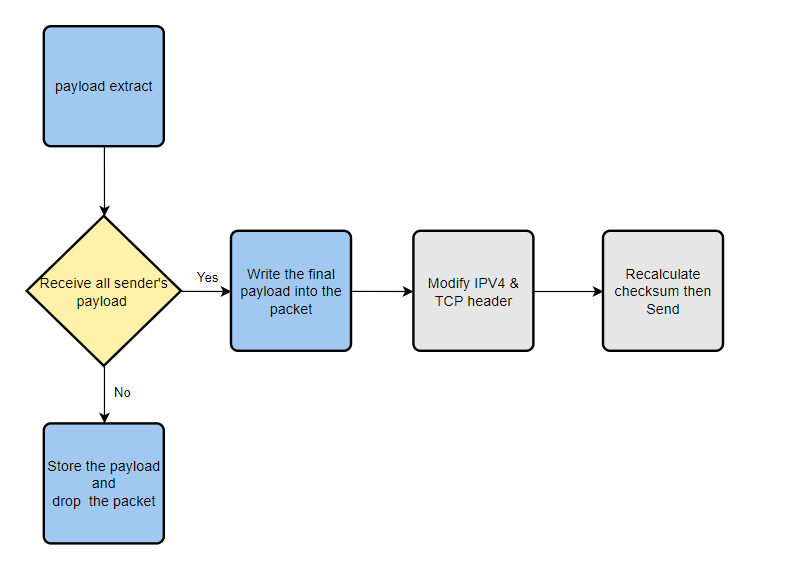 payload extract
Receive all sender's
payload
Yes
Write the final
payload into the
packet
Modify IPV4 &
TCP header
Recalculate
checksum then
Send
No
Store the payload
and
drop  the packet